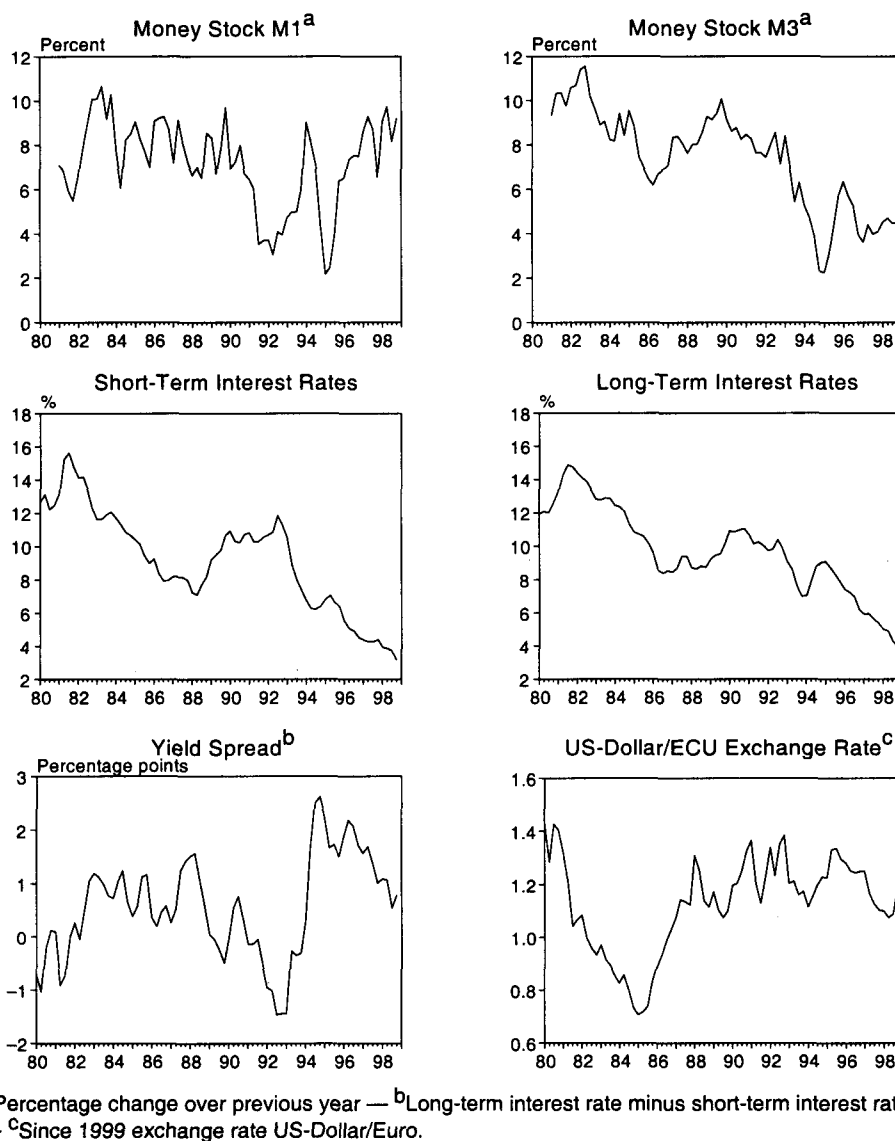 Money Stock M1a
Percent
12
10
8
6
4
2
0
80 82 84 86 88 90 92 94 96 98
Money Stock M3a
Percent
12
10
8
6
4
2
0
80 82 84 86 88 90 92 94 96 98
Short-Term Interest Rates
%
18
16
14
12
10
8
6
4
2
80 82 84 86 88 90 92 94 96 98
Long-Term Interest Rates
%
18
16
14
12
10
8
6
4
2
80 82 84 86 88 90 92 94 96 98
Yield Spreadb
Percentage points
3
2
1
0
−1
−2
80 82 84 86 88 90 92 94 96 98
US-Dollar/ECU Exchange Ratec
1.6
1.4
1.2
1.0
0.8
0.6
80 82 84 86 88 90 92 94 96 98
Percentage change over previous year — bLong-term interest rate minus short-term interest
cSince 1999 exchange rate US-Dollar/Euro.